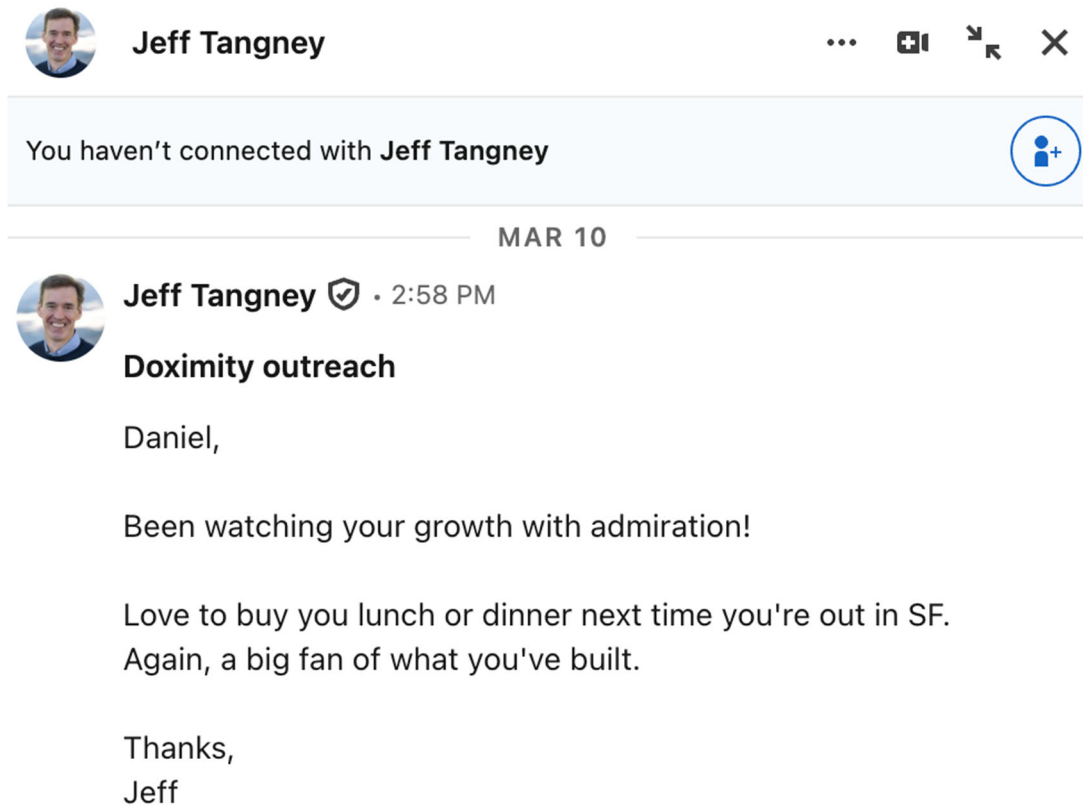 Jeff Tangney
You haven’t connected with Jeff Tangney
MAR 10
Jeff Tangney • 2:58 PM
Doximity outreach
Daniel,
Been watching your growth with admiration!
Love to buy you lunch or dinner next time you're out in SF.
Again, a big fan of what you've built.
Thanks,
Jeff